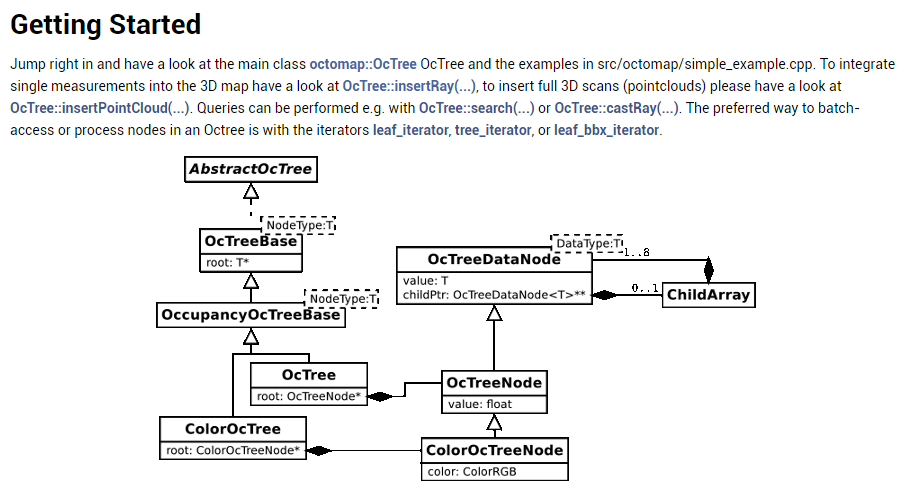 Getting Started
Jump right in and have a look at the main class octomap::OcTree OcTree and the examples in src/octomap/simple_example.cpp. To integrate
single measurements into the 3D map have a look at OcTree::insertRay(...), to insert full 3D scans (pointclouds) please have a look at
OcTree::insertPointCloud(...). Queries can be performed e.g. with OcTree::search(...) or OcTree::castRay(...). The preferred way to batch-
access or process nodes in an Octree is with the iterators leaf_iterator, tree_iterator, or leaf_bbx_iterator.
AbstractOcTree
NodeType:T
OcTreeBase
root: T*
DataType:T
OcTreeDataNode
value: T
childPtr: OcTreeDataNode<T>**
1..8
0..1
ChildArray
NodeType:T
OccupancyOcTreeBase
OcTree
root: OcTreeNode*
OcTreeNode
value: float
ColorOcTree
root: ColorOcTreeNode*
ColorOcTreeNode
color: ColorRGB